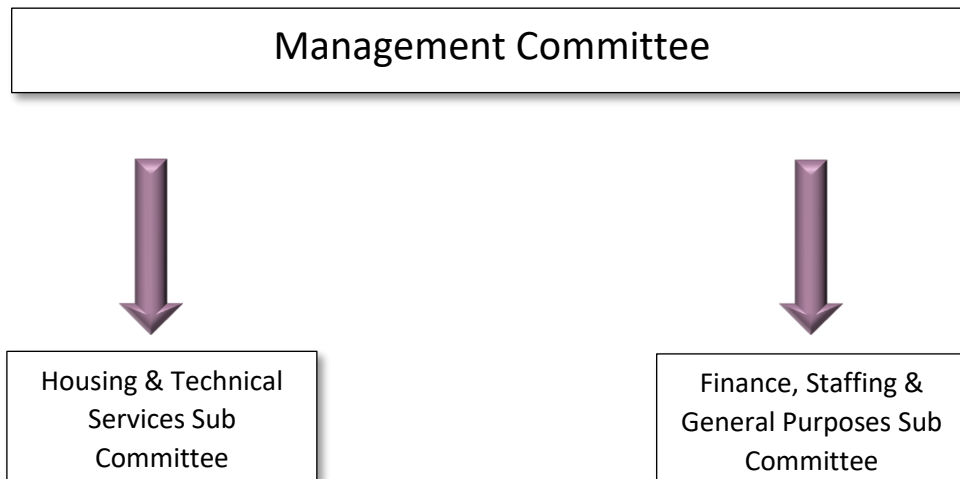 Management Committee
Housing & Technical
Services Sub
Committee
Finance, Staffing &
General Purposes Sub
Committee